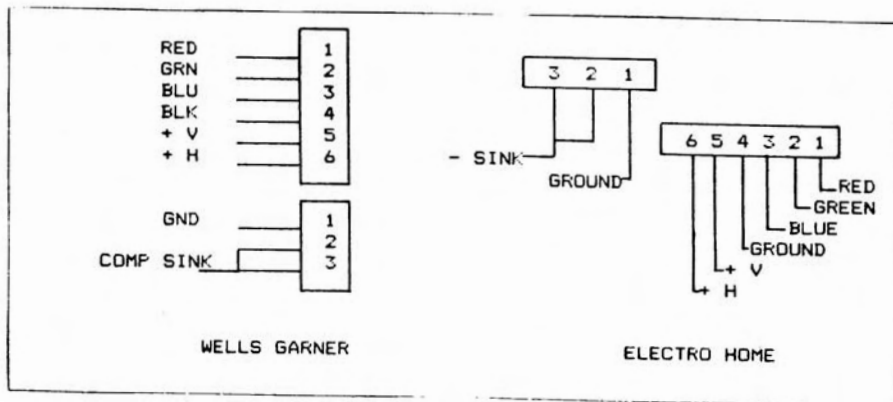 RED 1
GRN 2
BLU 3
BLK 4
+ V 5
+ H 6
GND 1
2
COMP SINK 3
WELLS GARNER
3 2 1
- SINK
GROUND
6 5 4 3 2 1
RED
GREEN
BLUE
GROUND
+ V
+ H
ELECTRO HOME